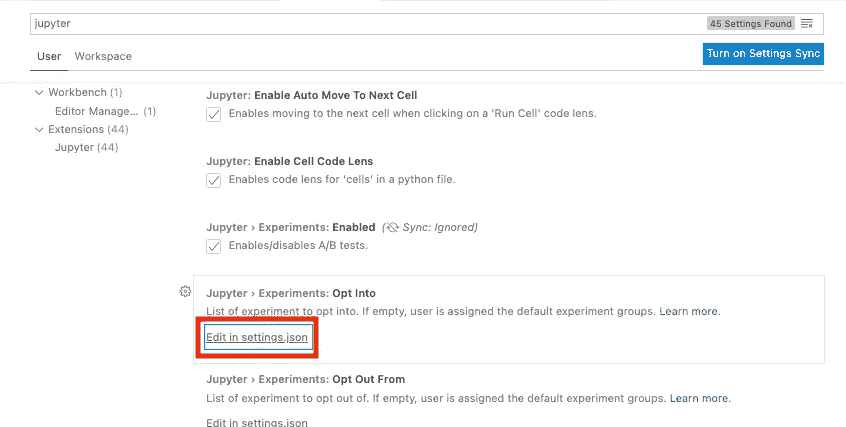 jupyter
45 Settings Found
User
Workspace
Turn on Settings Sync
Workbench (1)
Editor Manage... (1)
Extensions (44)
Jupyter (44)
Jupyter: Enable Auto Move To Next Cell
Enables moving to the next cell when clicking on a 'Run Cell' code lens.
Jupyter: Enable Cell Code Lens
Enables code lens for 'cells' in a python file.
Jupyter › Experiments: Enabled ( Sync: Ignored)
Enables/disables A/B tests.
Jupyter › Experiments: Opt Into
List of experiment to opt into. If empty, user is assigned the default experiment groups. Learn more.
Edit in settings.json
Jupyter › Experiments: Opt Out From
List of experiment to opt out of. If empty, user is assigned the default experiment groups. Learn more.
Edit in settings.json